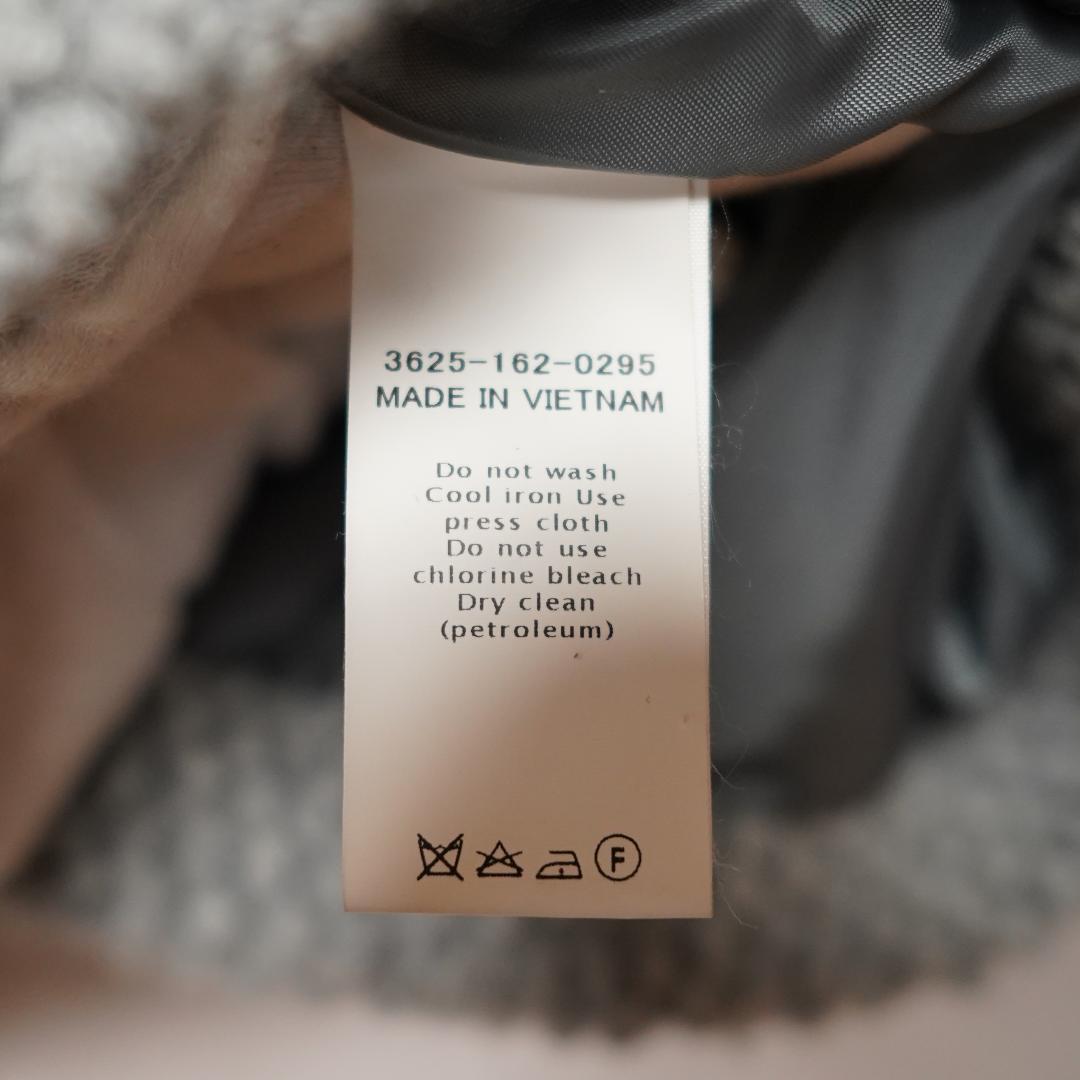 3625-162-0295
MADE IN VIETNAM
Do not wash
Cool iron Use
press cloth
Do not use
chlorine bleach
Dry clean
(petroleum)
F